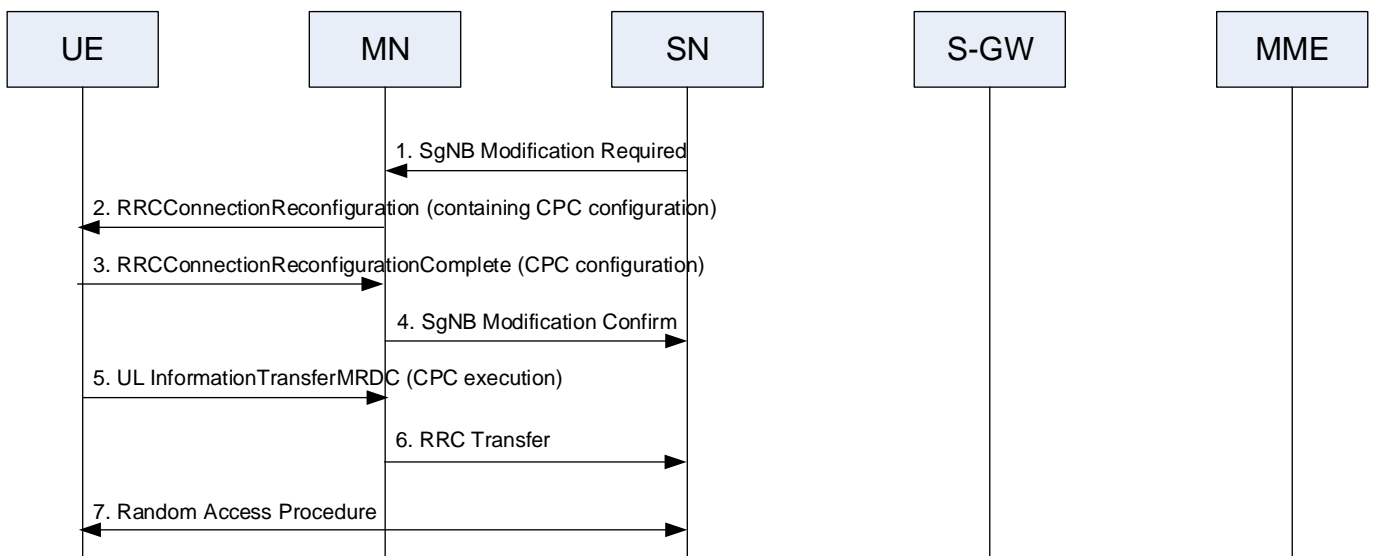 UE
MN
SN
S-GW
MME
1. SgNB Modification Required
2. RRCConnectionReconfiguration (containing CPC configuration)
3. RRCConnectionReconfigurationComplete (CPC configuration)
4. SgNB Modification Confirm
5. UL InformationTransferMRDC (CPC execution)
6. RRC Transfer
7. Random Access Procedure